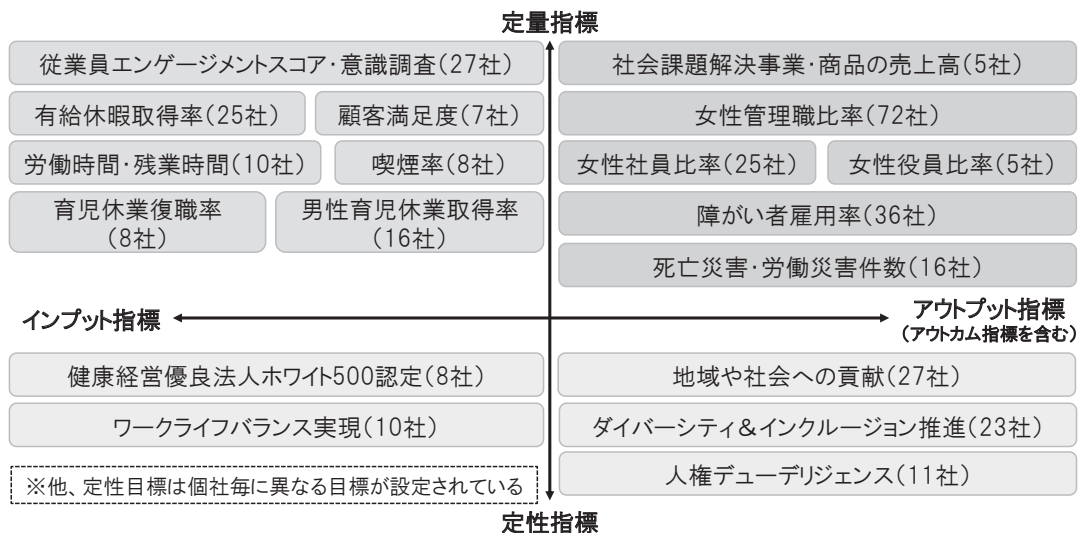 定量指標
従業員エンゲージメントスコア・意識調査(27社)
有給休暇取得率(25社)
顧客満足度(7社)
労働時間・残業時間(10社)
喫煙率(8社)
育児休業復職率
(8社)
男性育児休業取得率
(16社)
社会課題解決事業・商品の売上高(5社)
女性管理職比率(72社)
女性社員比率(25社)
女性役員比率(5社)
障がい者雇用率(36社)
死亡災害・労働災害件数(16社)
インプット指標
アウトプット指標
(アウトカム指標を含む)
健康経営優良法人ホワイト500認定(8社)
ワークライフバランス実現(10社)
※他、定性目標は個社毎に異なる目標が設定されている
地域や社会への貢献(27社)
ダイバーシティ&インクルージョン推進(23社)
人権デューデリジェンス(11社)
定性指標